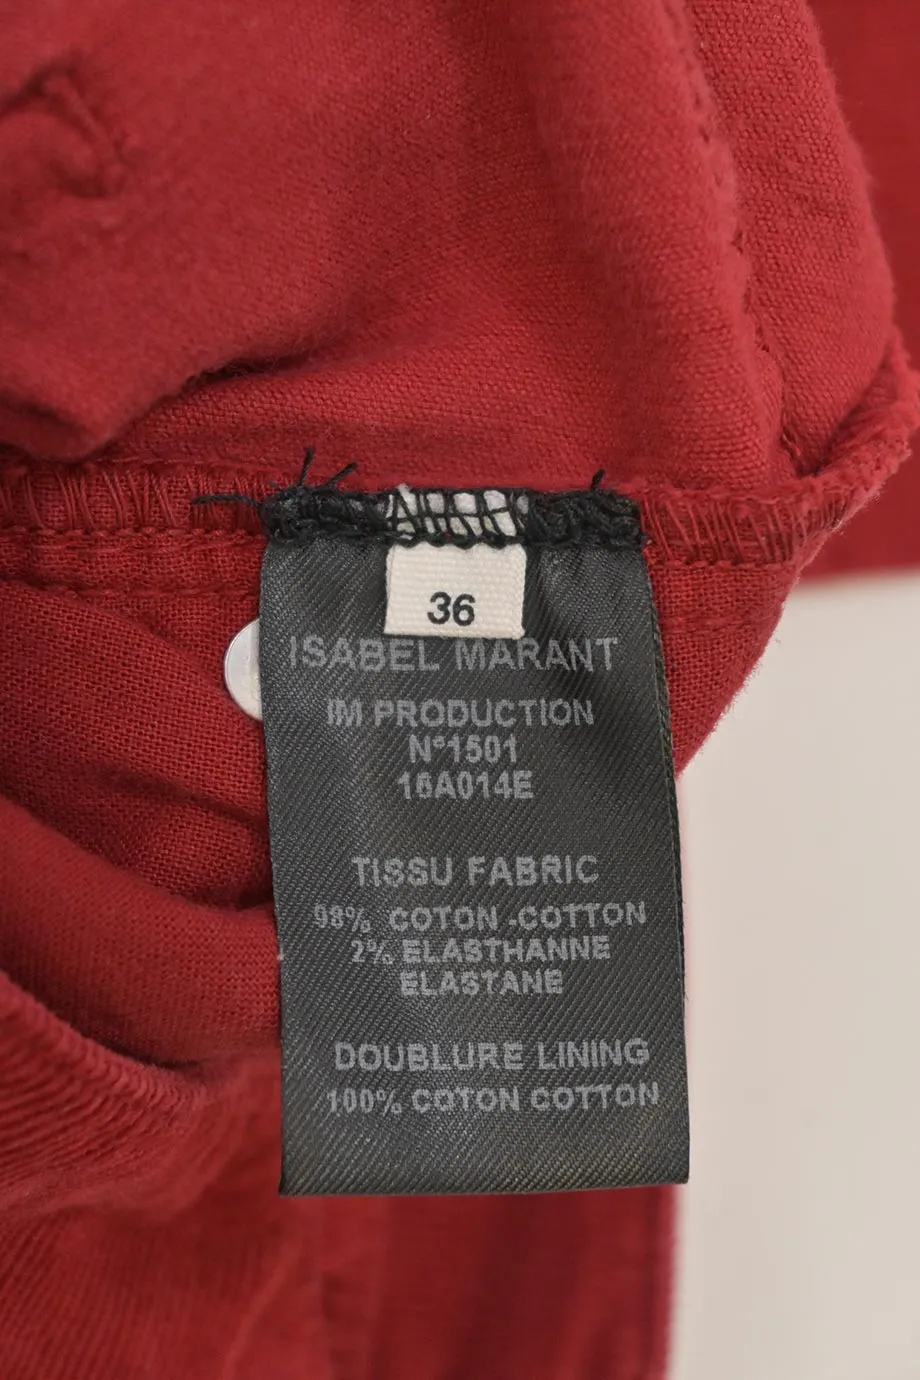 36
ISABEL MARANT
IM PRODUCTION
N°1501
16A014E
TISSU FABRIC
98% COTON -COTTON
2% ELASTHANNE
ELASTANE
DOUBLURE LINING
100% COTON COTTON